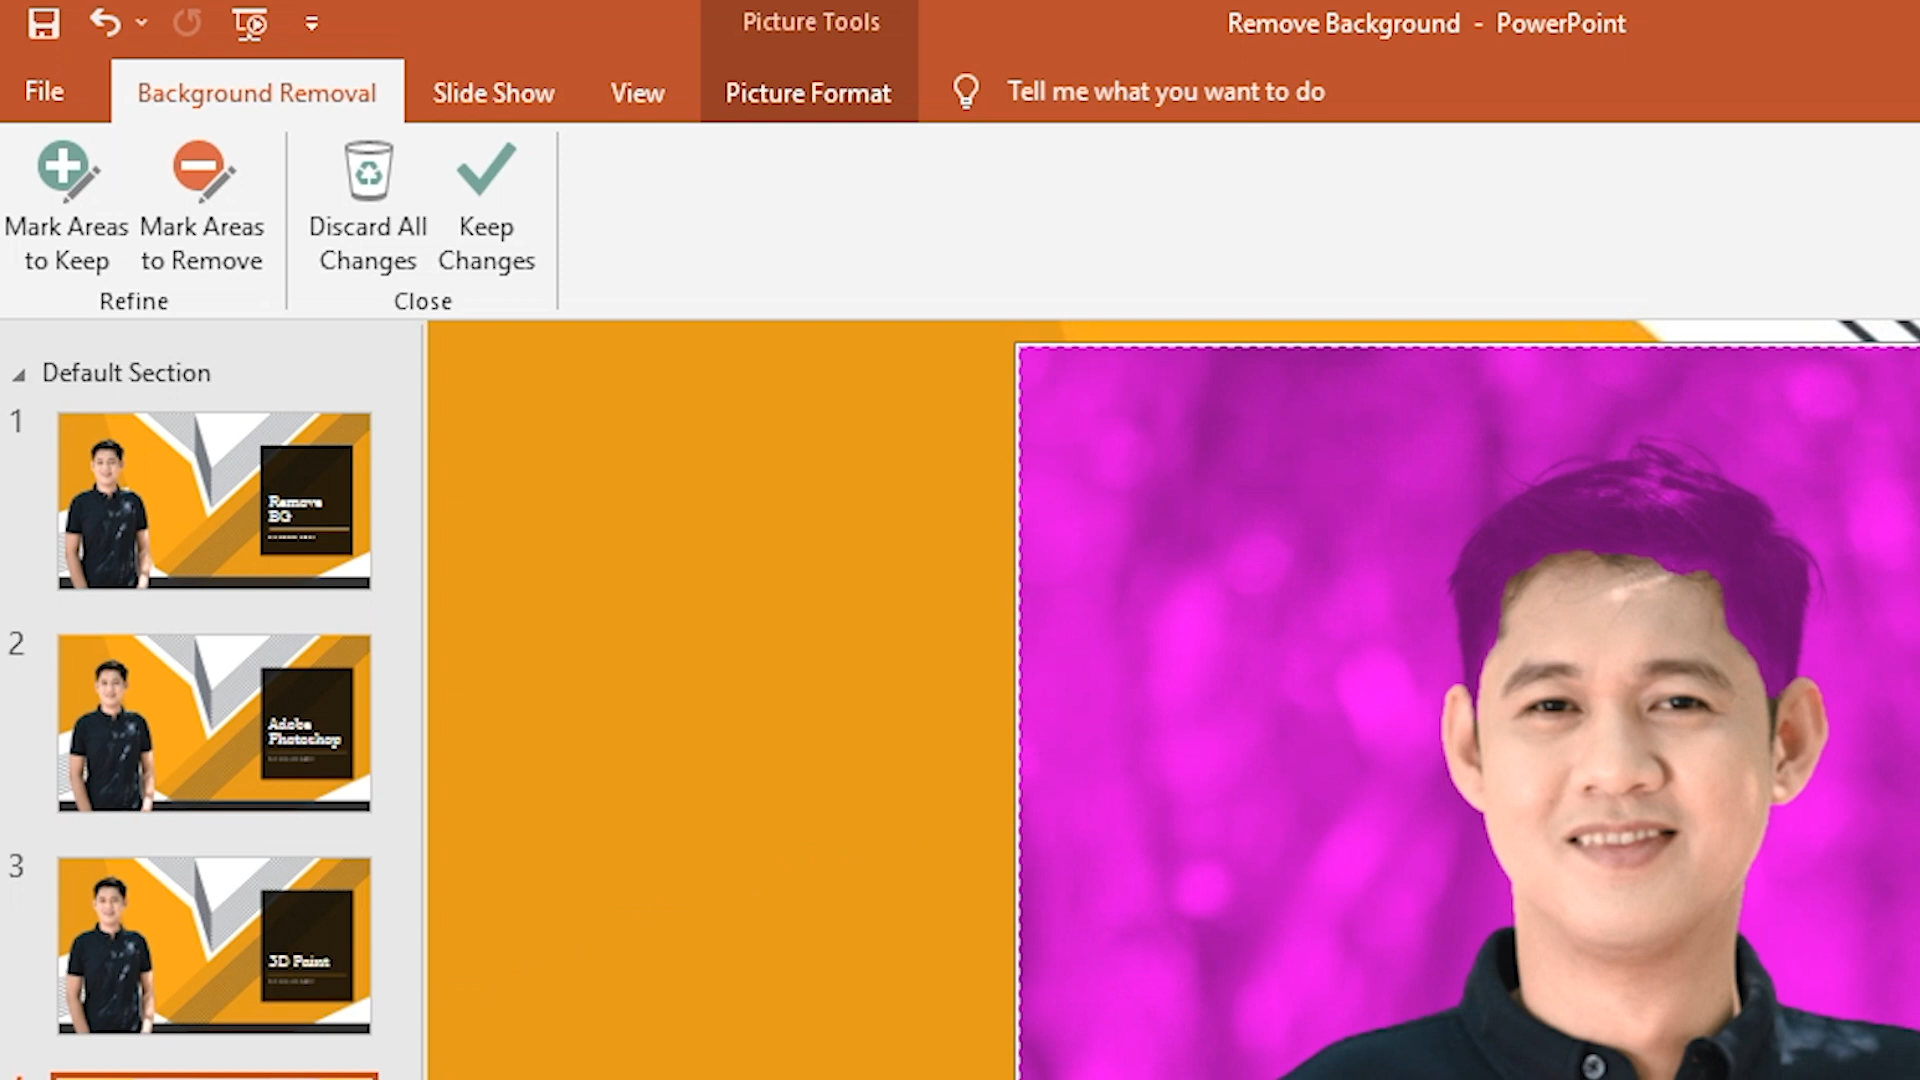 Picture Tools
Remove Background - PowerPoint
File
Background Removal
Slide Show
View
Picture Format
Tell me what you want to do
Mark Areas
to Keep
Mark Areas
to Remove
Discard All
Changes
Keep
Changes
Refine
Close
Default Section
1
Remove
BG
2
Adobe
Photoshop
3
3D Paint